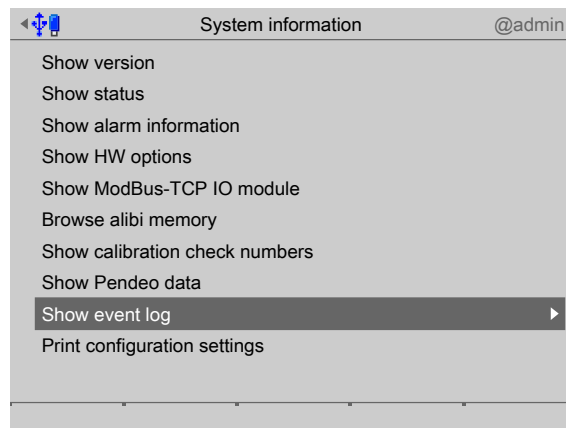 System information @admin
Show version
Show status
Show alarm information
Show HW options
Show ModBus-TCP IO module
Browse alibi memory
Show calibration check numbers
Show Pendeo data
Show event log
Print configuration settings